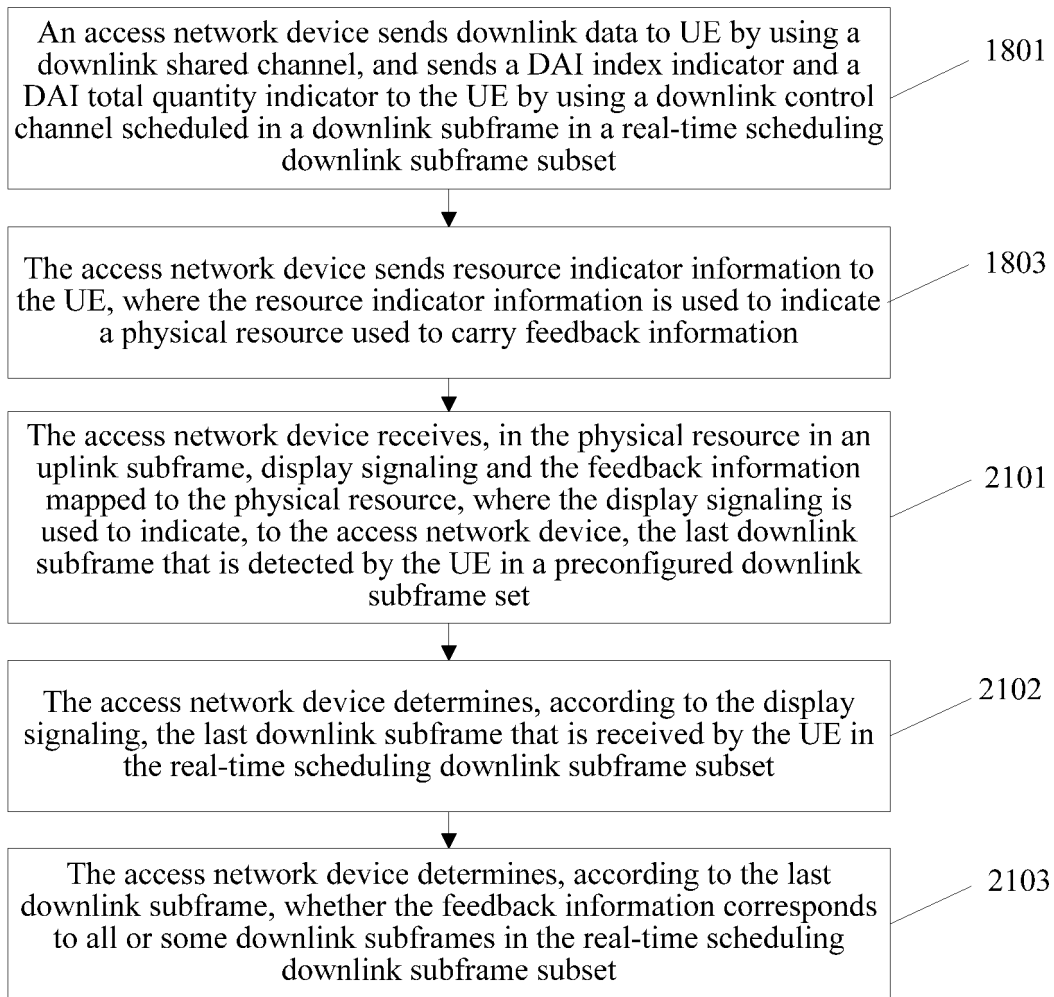 An access network device sends downlink data to UE by using a
downlink shared channel, and sends a DAI index indicator and a
DAI total quantity indicator to the UE by using a downlink control
channel scheduled in a downlink subframe in a real-time scheduling
downlink subframe subset
1801
The access network device sends resource indicator information to
the UE, where the resource indicator information is used to indicate
a physical resource used to carry feedback information
1803
The access network device receives, in the physical resource in an
uplink subframe, display signaling and the feedback information
mapped to the physical resource, where the display signaling is
used to indicate, to the access network device, the last downlink
subframe that is detected by the UE in a preconfigured downlink
subframe set
2101
The access network device determines, according to the display
signaling, the last downlink subframe that is received by the UE in
the real-time scheduling downlink subframe subset
2102
The access network device determines, according to the last
downlink subframe, whether the feedback information corresponds
to all or some downlink subframes in the real-time scheduling
downlink subframe subset
2103